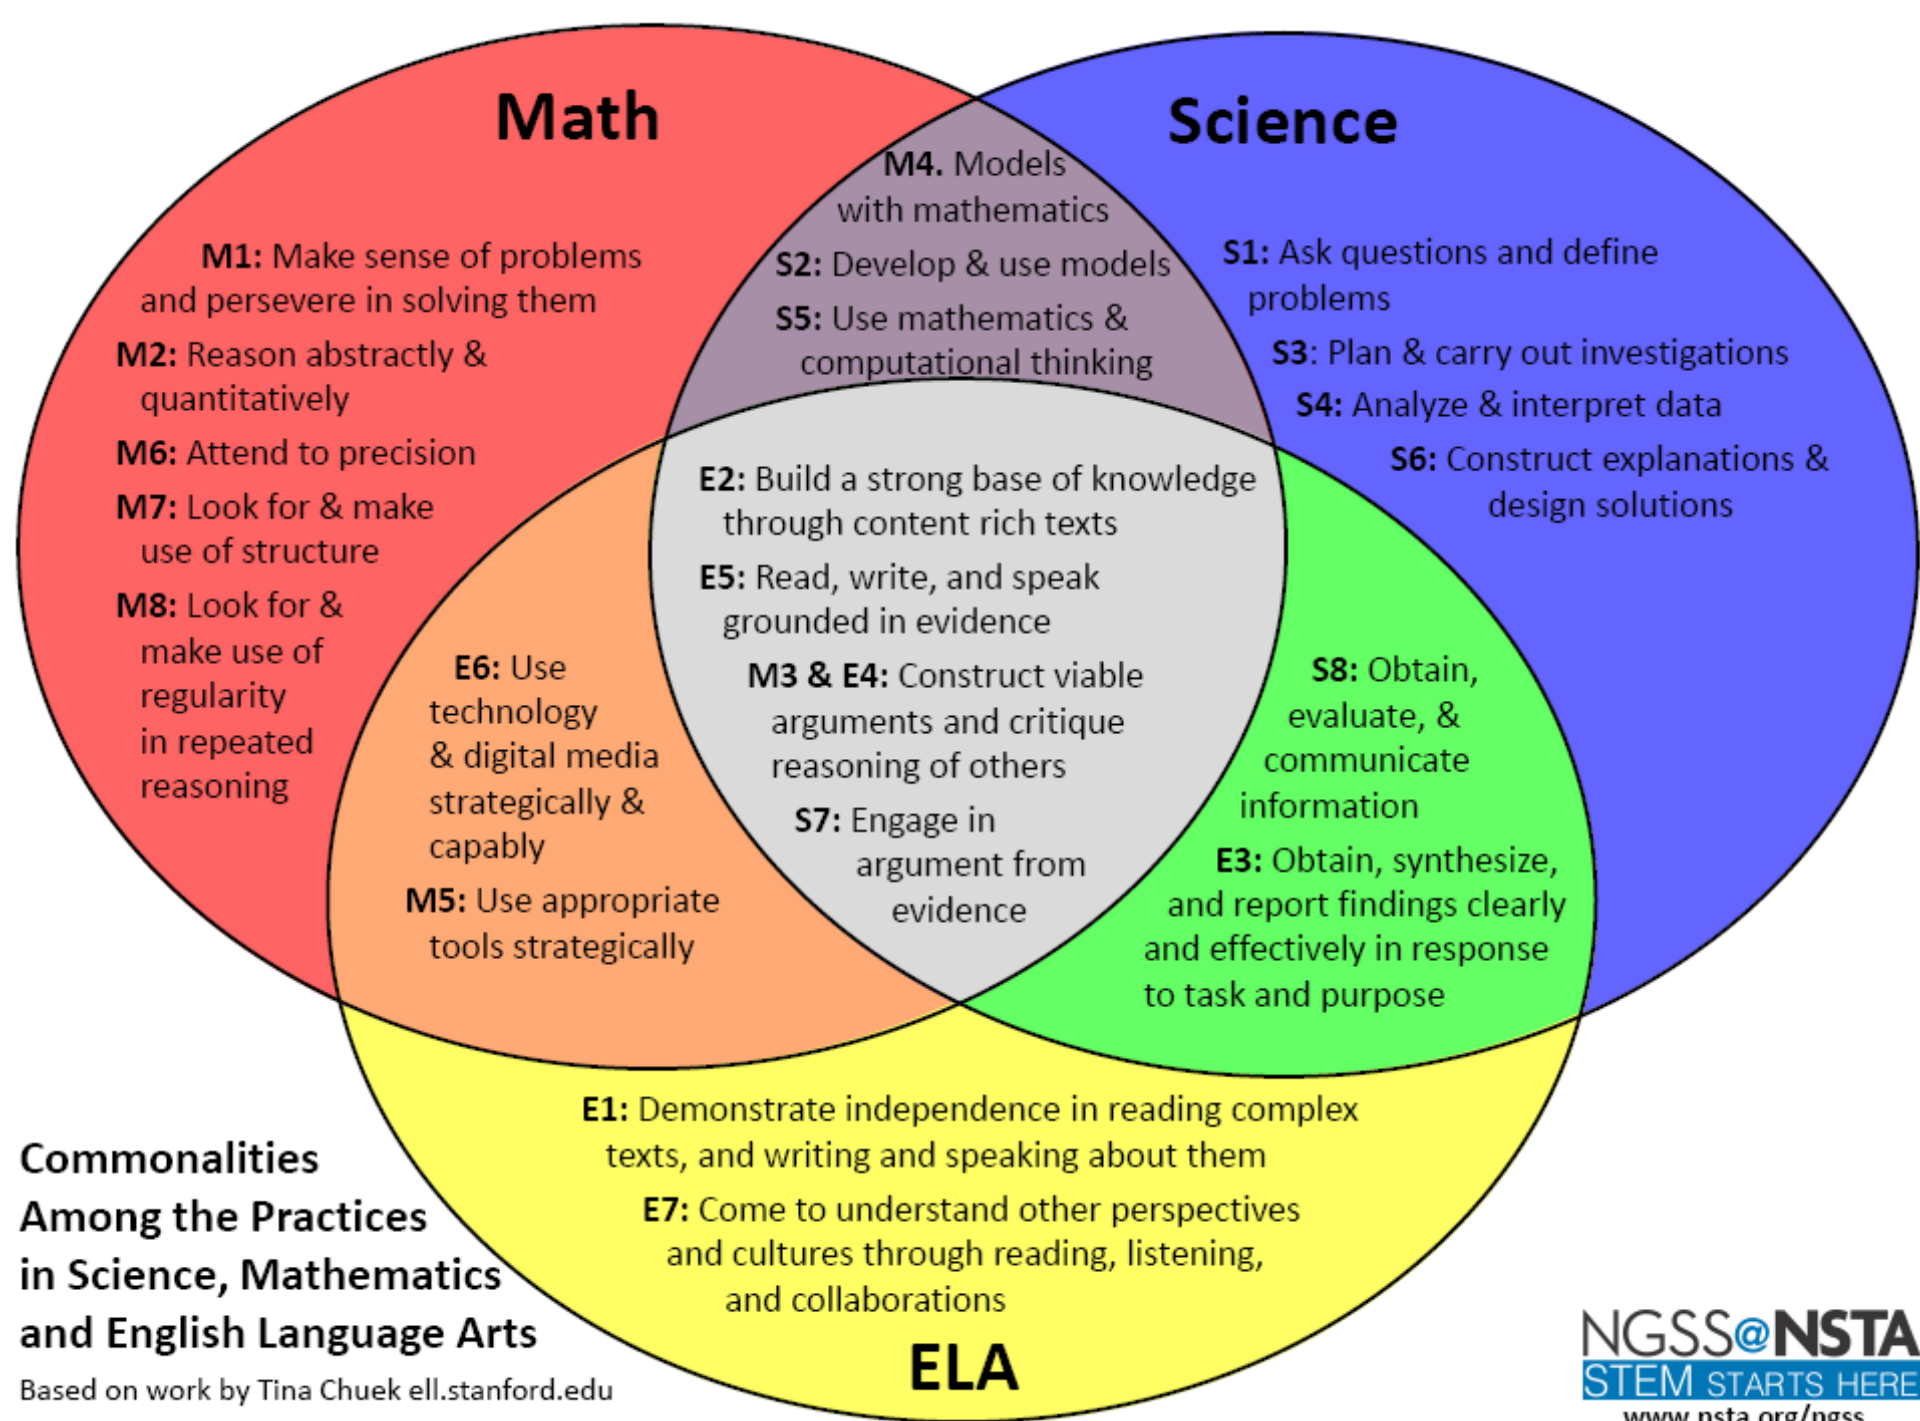 Math
Science
M4. Models
with mathematics
S2: Develop & use models
S5: Use mathematics &
computational thinking
M1: Make sense of problems
and persevere in solving them
M2: Reason abstractly &
quantitatively
M6: Attend to precision
M7: Look for & make
use of structure
M8: Look for &
make use of
regularity
in repeated
reasoning
S1: Ask questions and define
problems
S3: Plan & carry out investigations
S4: Analyze & interpret data
S6: Construct explanations &
design solutions
E2: Build a strong base of knowledge
through content rich texts
E5: Read, write, and speak
grounded in evidence
M3 & E4: Construct viable
arguments and critique
reasoning of others
S7: Engage in
argument from
evidence
E6: Use
technology
& digital media
strategically &
capably
M5: Use appropriate
tools strategically
S8: Obtain,
evaluate, &
communicate
information
E3: Obtain, synthesize,
and report findings clearly
and effectively in response
to task and purpose
E1: Demonstrate independence in reading complex
texts, and writing and speaking about them
E7: Come to understand other perspectives
and cultures through reading, listening,
and collaborations
ELA
Commonalities
Among the Practices
in Science, Mathematics
and English Language Arts
Based on work by Tina Chuek ell.stanford.edu
NGSS@NSTA
STEM STARTS HERE
www.nsta.org/ngss